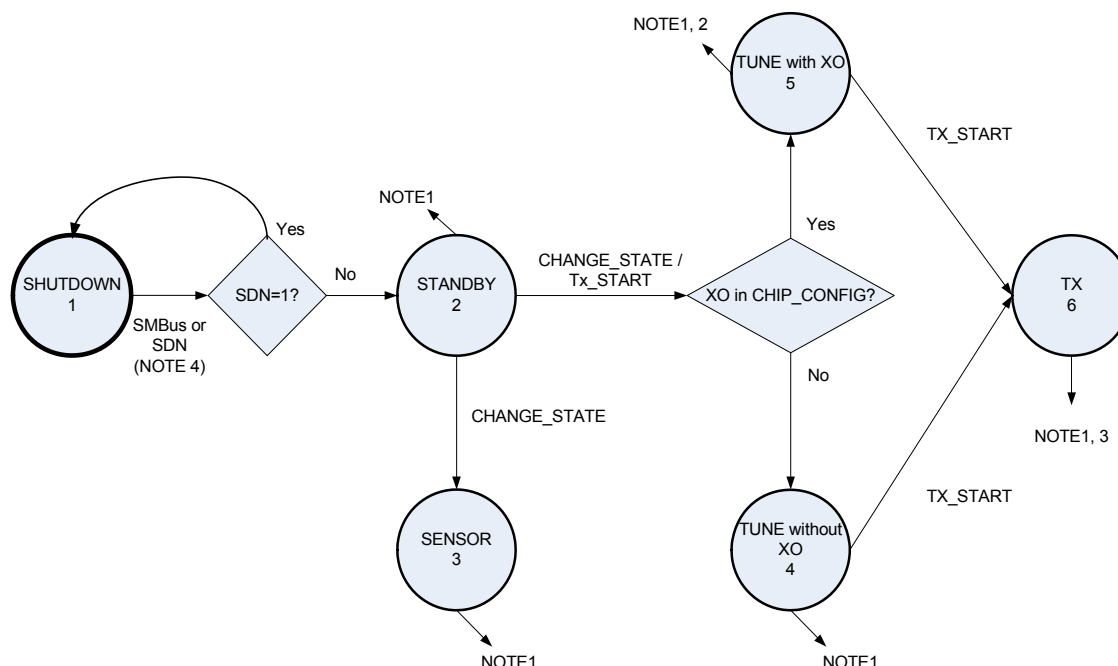 NOTE1, 2
TUNE with XO
5
TX_START
NOTE1
Yes
Yes
SHUTDOWN
1
SDN=1?
No
STANDBY
2
CHANGE_STATE /
Tx_START
XO in CHIP_CONFIG?
TX
6
SMBus or
SDN
(NOTE 4)
No
CHANGE_STATE
NOTE1, 3
TX_START
SENSOR
3
TUNE without
XO
4
NOTE1
NOTE1